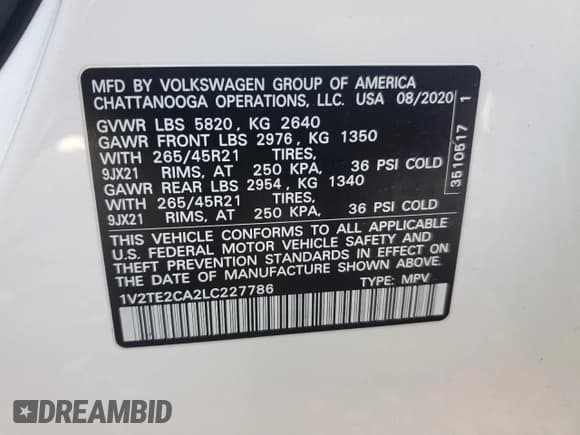 MFD BY VOLKSWAGEN GROUP OF AMERICA
CHATTANOOGA OPERATIONS, LLC. USA 08/2020
GVWR LBS 5820, KG 2640
GAWR FRONT LBS 2976, KG 1350
WITH 265/45R21 TIRES,
9JX21 RIMS, AT 250 KPA, 36 PSI COLD
GAWR REAR LBS 2954, KG 1340
WITH 265/45R21 TIRES,
9JX21 RIMS, AT 250 KPA, 36 PSI COLD
THIS VEHICLE CONFORMS TO ALL APPLICABLE
U.S. FEDERAL MOTOR VEHICLE SAFETY AND
THEFT PREVENTION STANDARDS IN EFFECT ON
THE DATE OF MANUFACTURE SHOWN ABOVE.
1V2TE2CA2LC227786 TYPE: MPV
3510517 1
DREAMBID